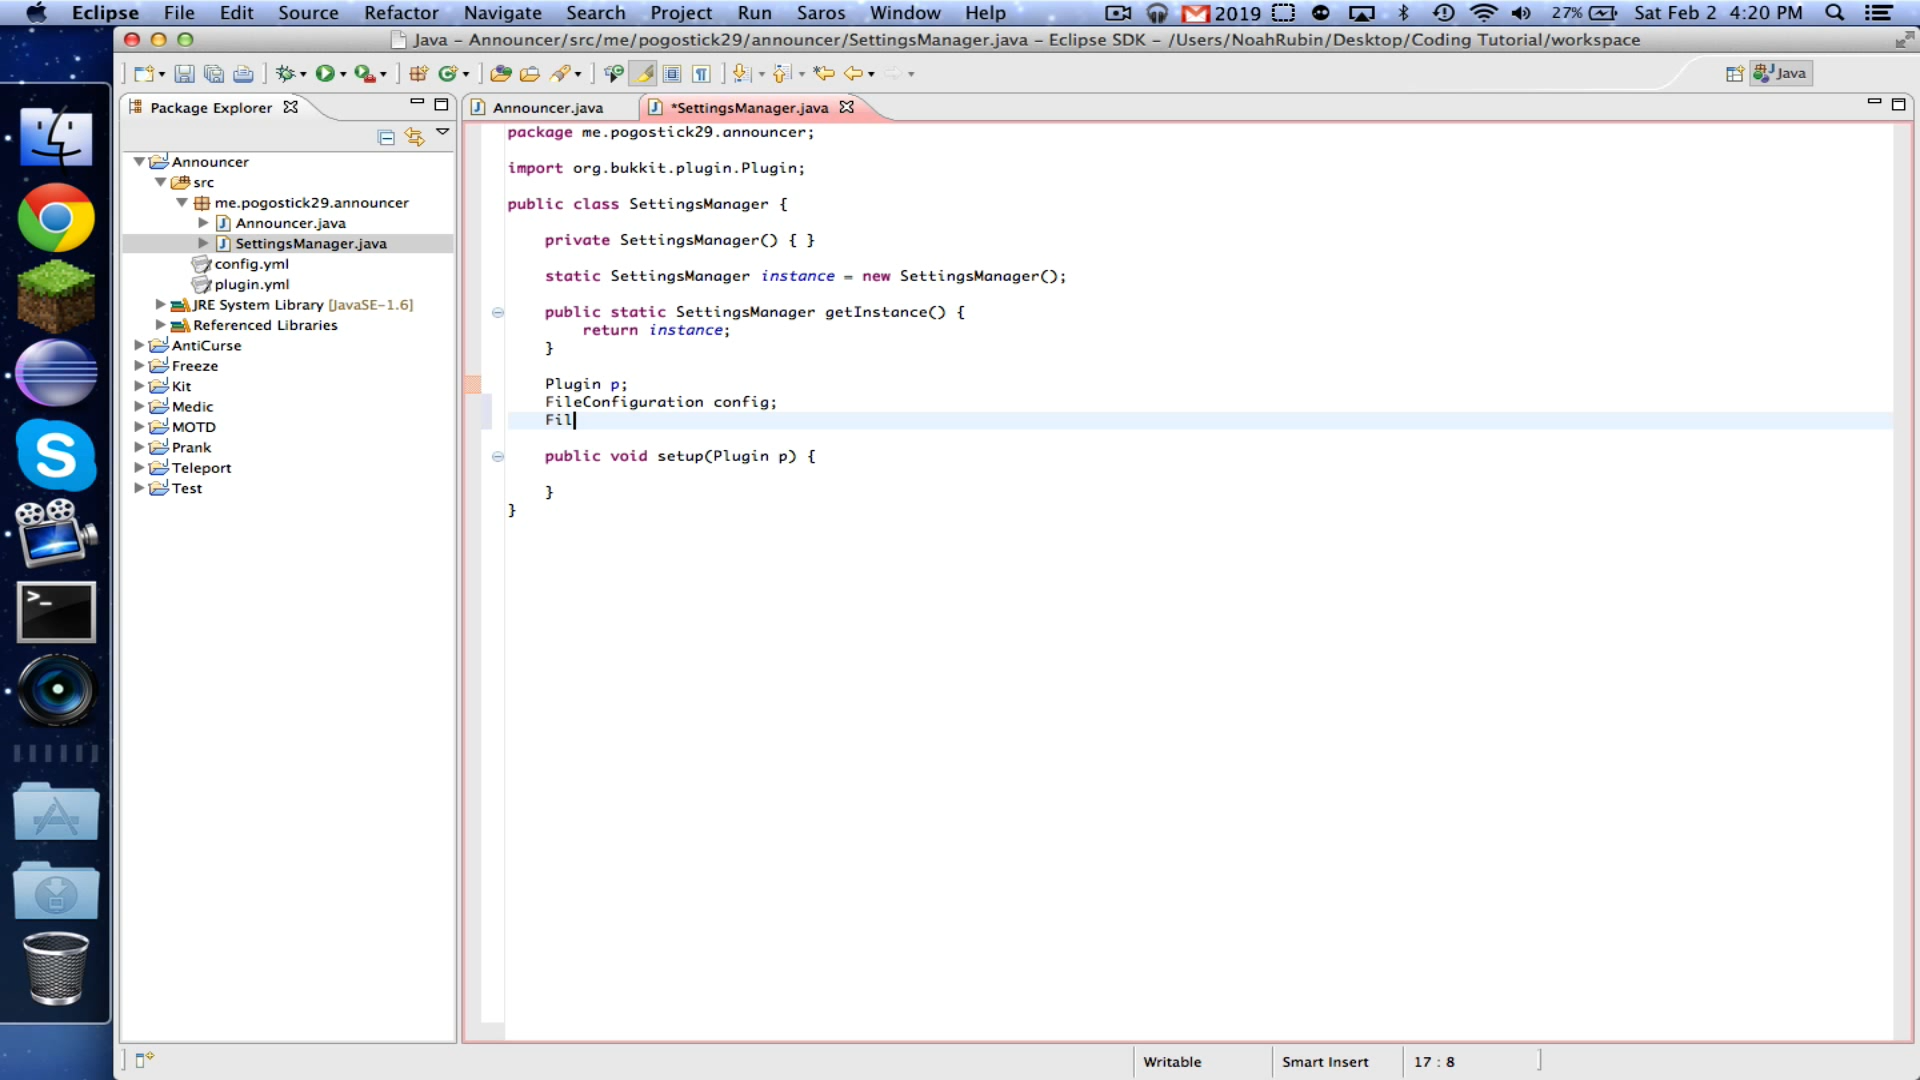 Eclipse File Edit Source Refactor Navigate Search Project Run Saros Window Help 2019 27% Sat Feb 2 4:20 PM
Java – Announcer/src/me/pogostick29/announcer/SettingsManager.java – Eclipse SDK – /Users/NoahRubin/Desktop/Coding Tutorial/workspace
Java
Package Explorer
Announcer.java
*SettingsManager.java
Announcer
src
me.pogostick29.announcer
Announcer.java
SettingsManager.java
config.yml
plugin.yml
JRE System Library [JavaSE-1.6]
Referenced Libraries
AntiCurse
Freeze
Kit
Medic
MOTD
Prank
Teleport
Test
package me.pogostick29.announcer;
import org.bukkit.plugin.Plugin;
public class SettingsManager {
private SettingsManager() { }
static SettingsManager instance = new SettingsManager();
public static SettingsManager getInstance() {
return instance;
}
Plugin p;
FileConfiguration config;
Fil
public void setup(Plugin p) {
}
}
Writable
Smart Insert
17 : 8